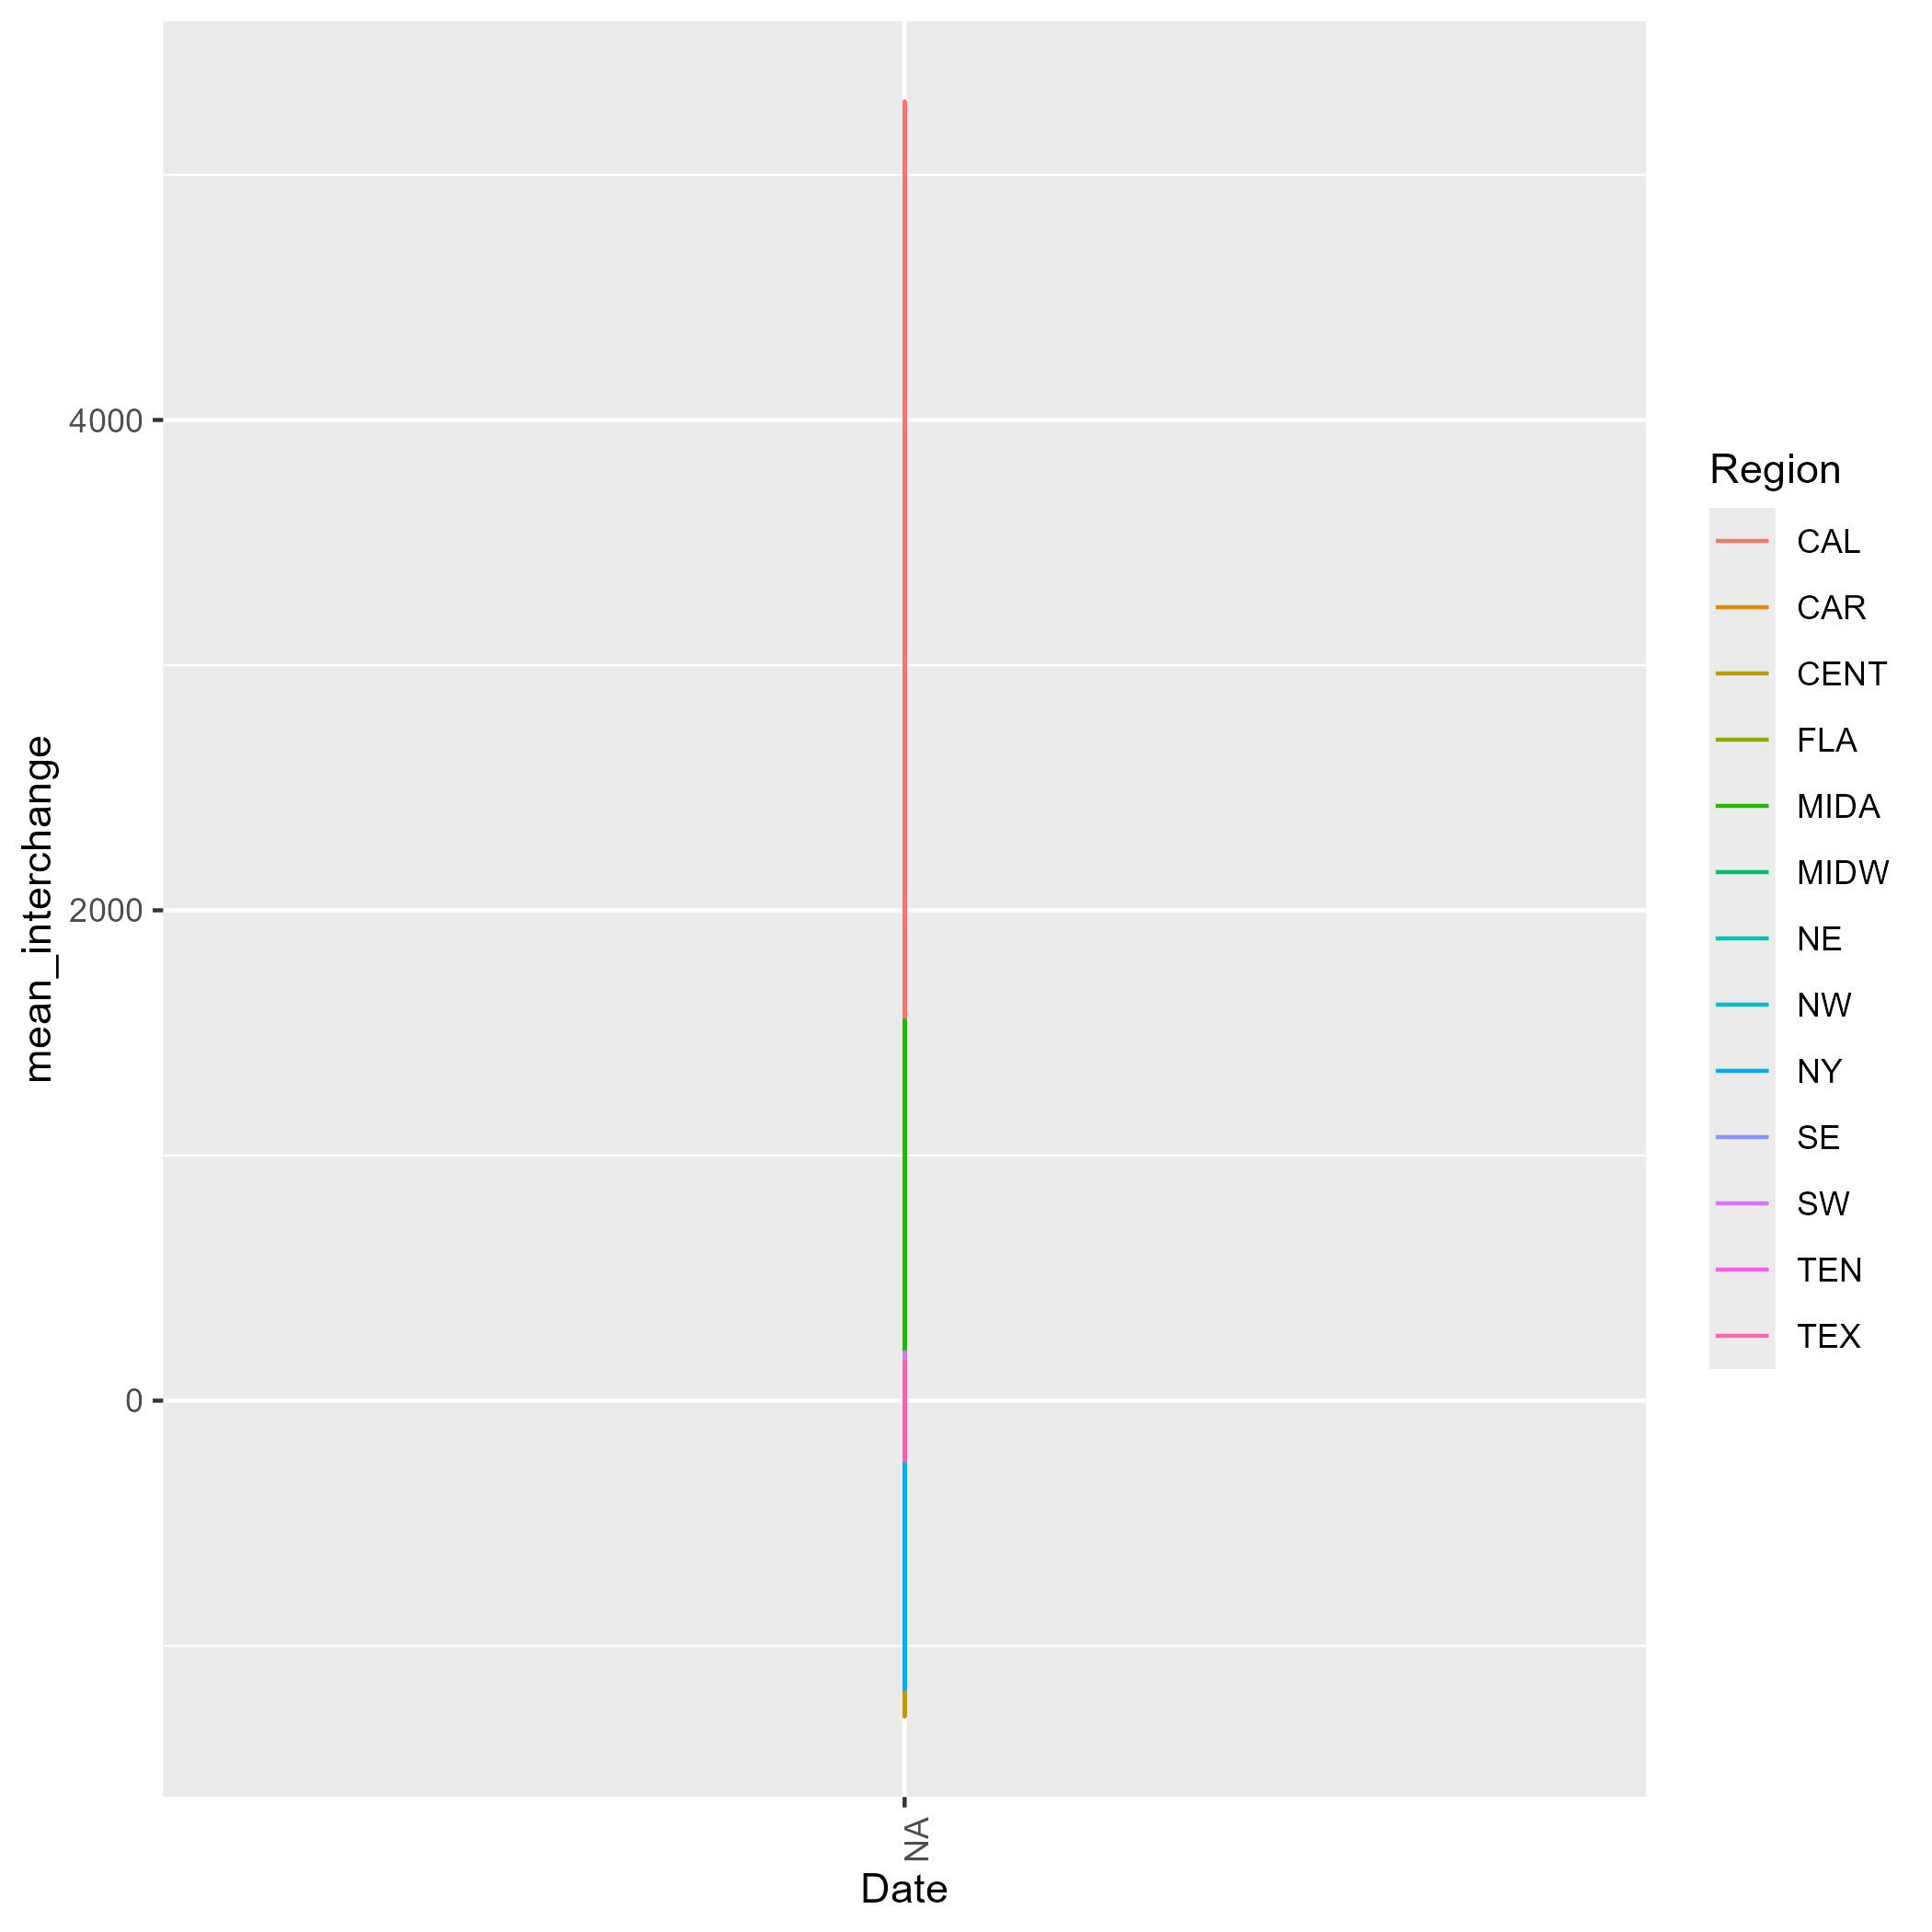 mean_interchange
4000
2000
0
NA
Date
Region
CAL
CAR
CENT
FLA
MIDA
MIDW
NE
NW
NY
SE
SW
TEN
TEX